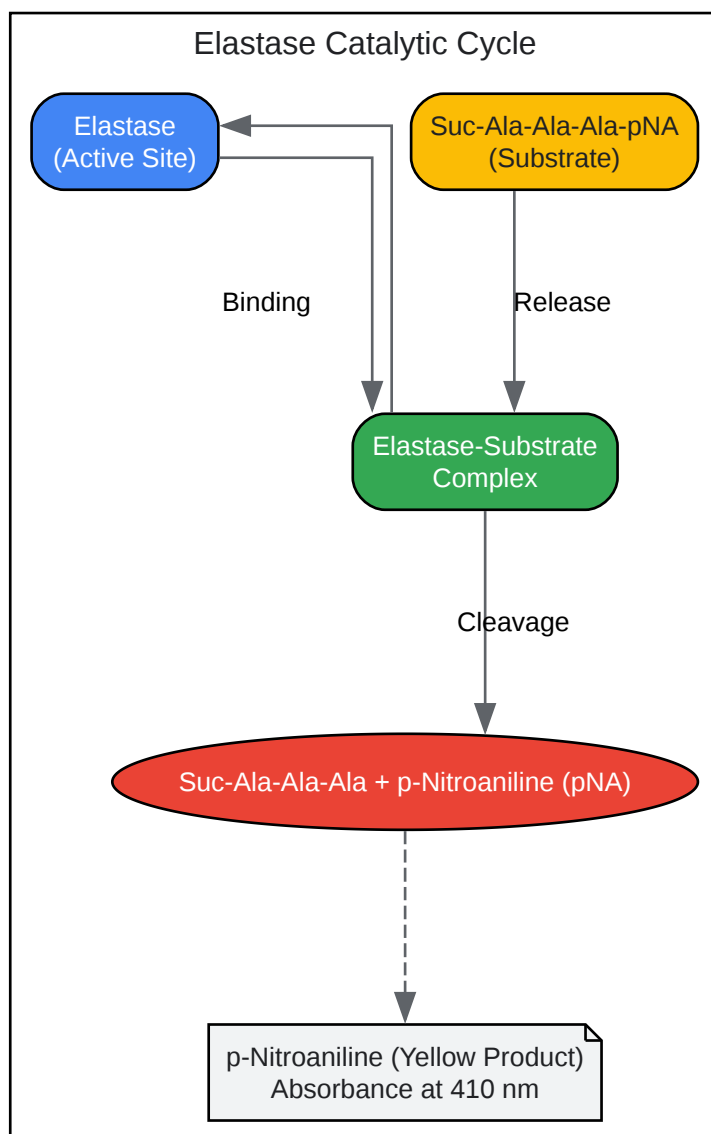 Elastase Catalytic Cycle
Elastase
(Active Site)
Suc-Ala-Ala-Ala-pNA
(Substrate)
Binding
Release
Elastase-Substrate
Complex
Cleavage
Suc-Ala-Ala-Ala + p-Nitroaniline (pNA)
p-Nitroaniline (Yellow Product)
Absorbance at 410 nm